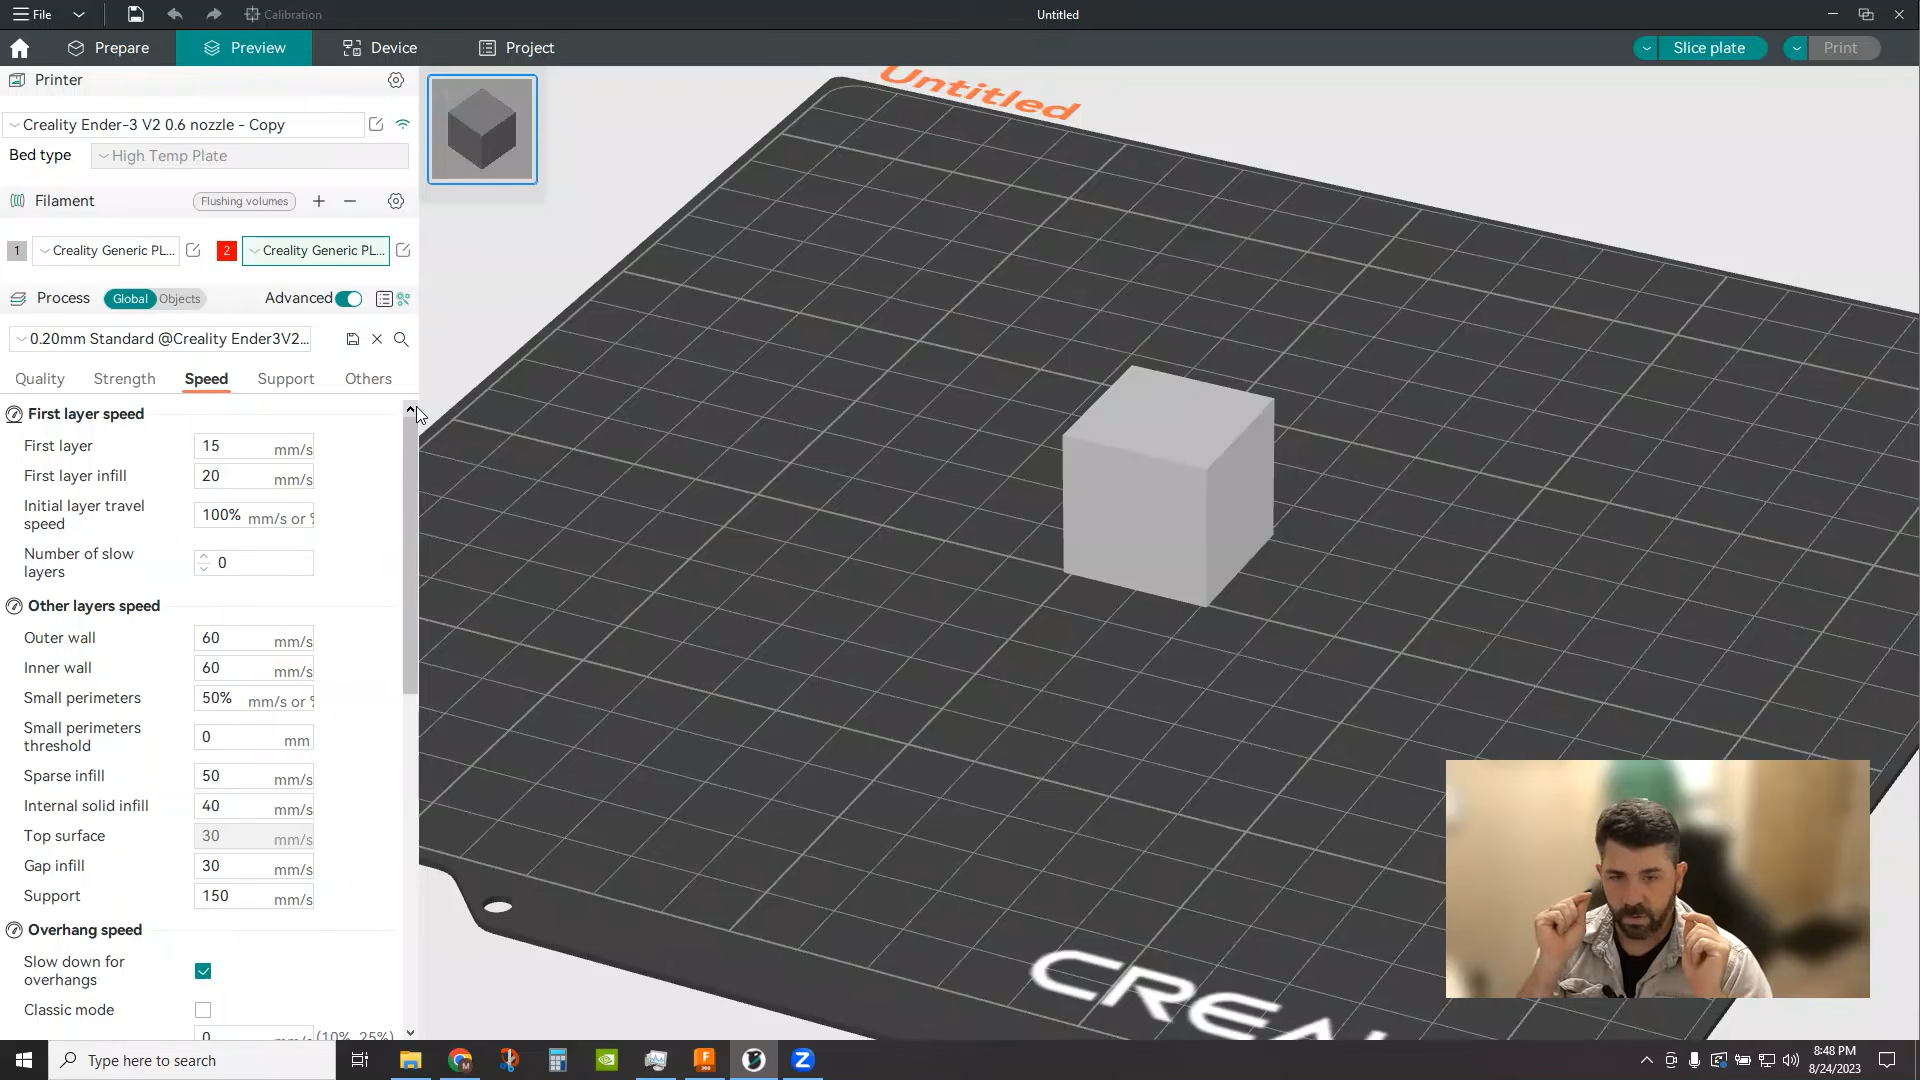 File
Calibration
Untitled
Prepare
Preview
Device
Project
Slice plate
Print
Printer
Creality Ender-3 V2 0.6 nozzle - Copy
Bed type
High Temp Plate
Filament
Flushing volumes
1
Creality Generic PL...
2
Creality Generic PL...
Process
Global
Objects
Advanced
0.20mm Standard @Creality Ender3V2...
Quality
Strength
Speed
Support
Others
First layer speed
First layer
15
mm/s
First layer infill
20
mm/s
Initial layer travel
speed
100%
mm/s or
Number of slow
layers
0
Other layers speed
Outer wall
60
mm/s
Inner wall
60
mm/s
Small perimeters
50%
mm/s or
Small perimeters
threshold
0
mm
Sparse infill
50
mm/s
Internal solid infill
40
mm/s
Top surface
30
mm/s
Gap infill
30
mm/s
Support
150
mm/s
Overhang speed
Slow down for
overhangs
Classic mode
0
(10%, 25%)
Untitled
CREA
Type here to search
8:48 PM
8/24/2023